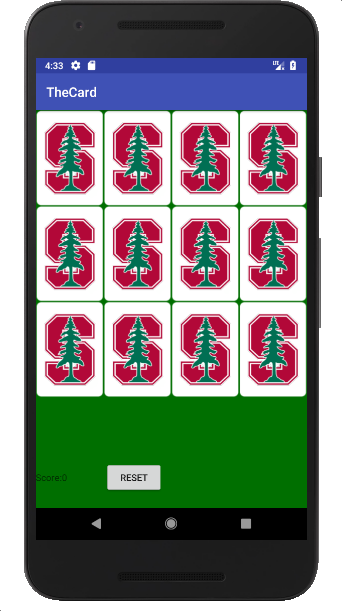 4:33
TheCard
Score:0
RESET